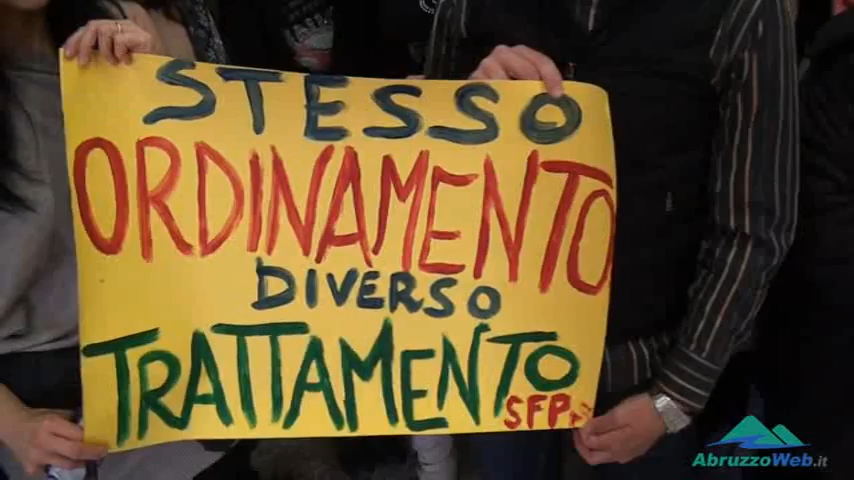 STESSO
ORDINAMENTO
DIVERSO
TRATTAMENTO
SFP
AbruzzoWeb.it